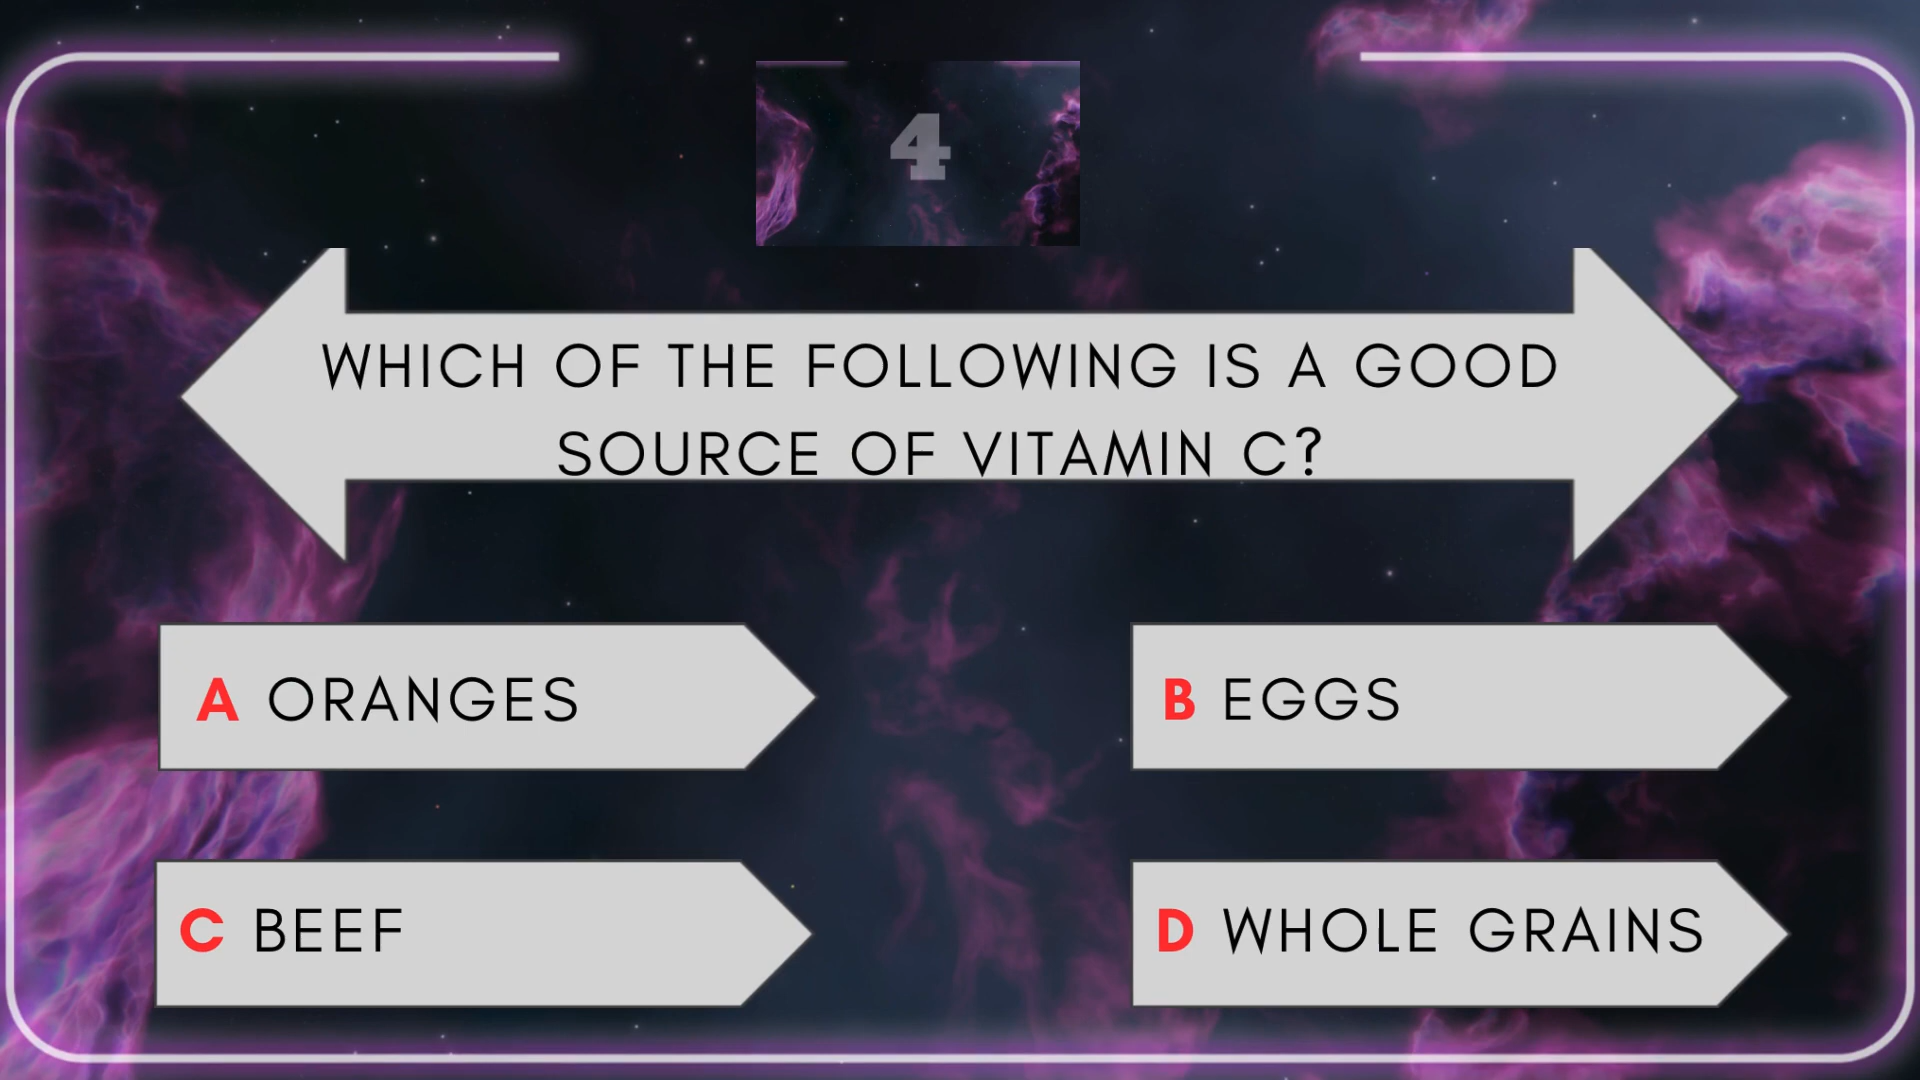 4
WHICH OF THE FOLLOWING IS A GOOD
SOURCE OF VITAMIN C?
A ORANGES
B EGGS
C BEEF
D WHOLE GRAINS